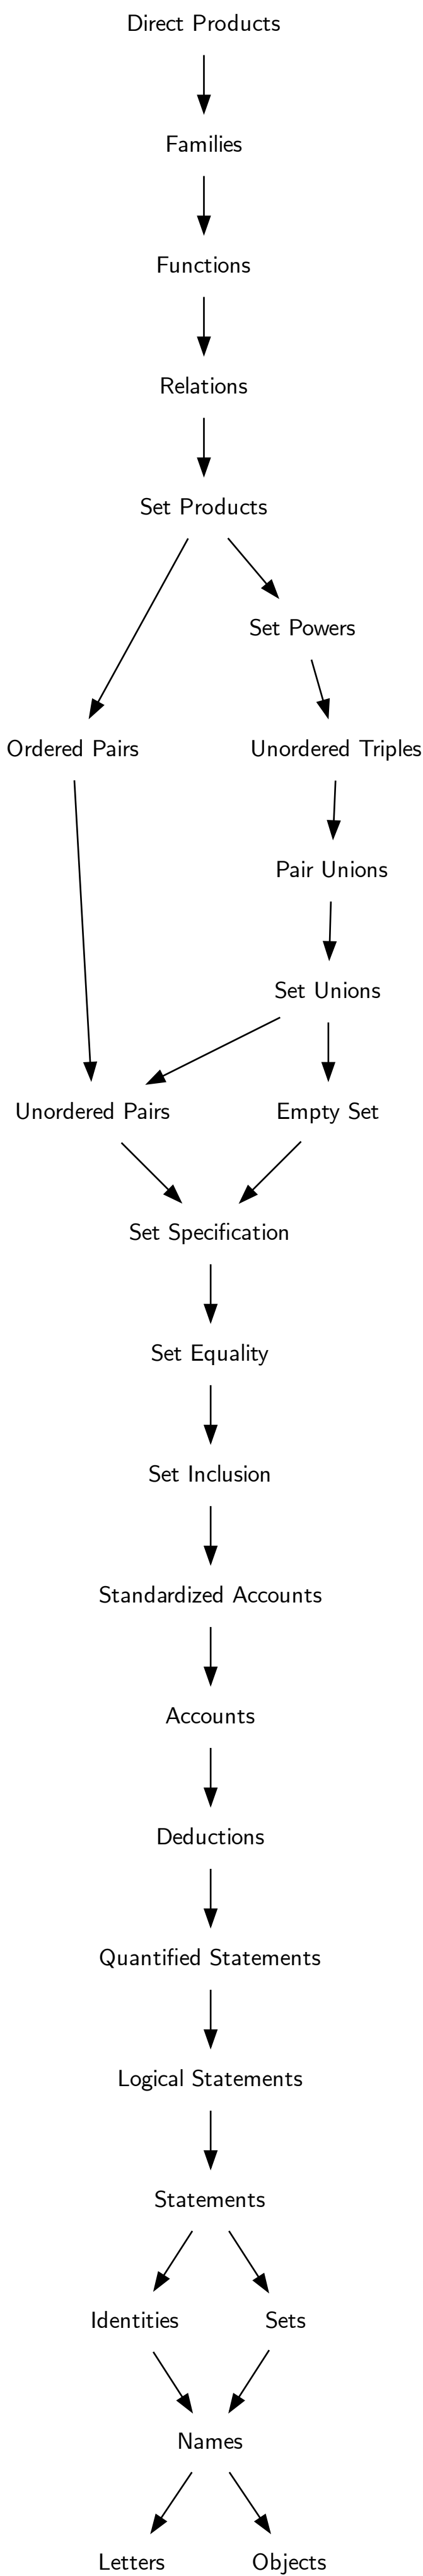 Direct Products
Families
Functions
Relations
Set Products
Set Powers
Ordered Pairs
Unordered Triples
Pair Unions
Set Unions
Unordered Pairs
Empty Set
Set Specification
Set Equality
Set Inclusion
Standardized Accounts
Accounts
Deductions
Quantified Statements
Logical Statements
Statements
Identities
Sets
Names
Letters
Objects